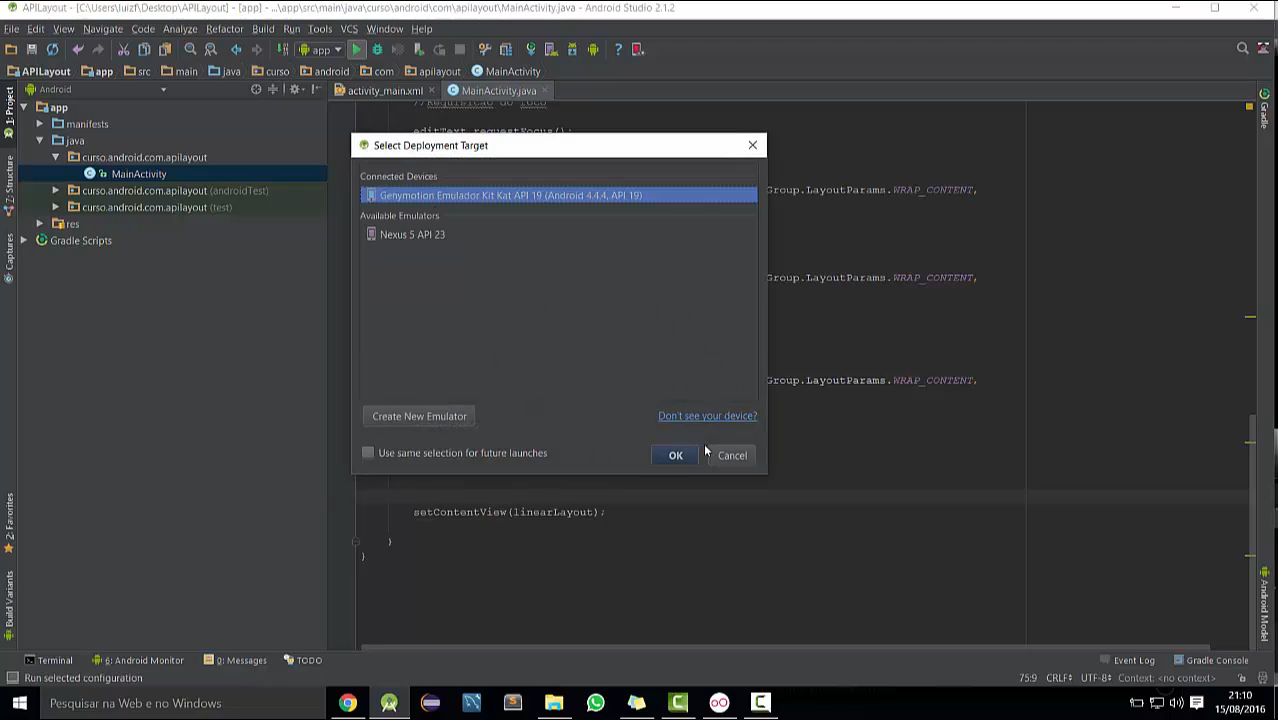 APILayout - [C:\Users\luizf\Desktop\APILayout] - [app] - ...\app\src\main\java\curso\android\com\apilayout\MainActivity.java - Android Studio 2.1.2
File Edit View Navigate Code Analyze Refactor Build Run Tools VCS Window Help
app
APILayout app src main java curso android com apilayout MainActivity
Android
activity_main.xml MainActivity.java
1: Project
Z-Structure
Captures
2: Favorites
Build Variants
Gradle
Android Model
app
manifests
java
curso.android.com.apilayout
MainActivity
curso.android.com.apilayout (androidTest)
curso.android.com.apilayout (test)
res
Gradle Scripts
editText.requestFocus();
Select Deployment Target
Connected Devices
Genymotion Emulador Kit Kat API 19 (Android 4.4.4, API 19)
Available Emulators
Nexus 5 API 23
Create New Emulator
Don't see your device?
Use same selection for future launches
OK
Cancel
Group.LayoutParams.WRAP_CONTENT,
Group.LayoutParams.WRAP_CONTENT,
Group.LayoutParams.WRAP_CONTENT,
setContentView(linearLayout);
}
}
Terminal 6: Android Monitor 0: Messages TODO Event Log Gradle Console
Run selected configuration 75:9 CRLF UTF-8 Context: <no context>
Pesquisar na Web e no Windows
21:10
15/08/2016